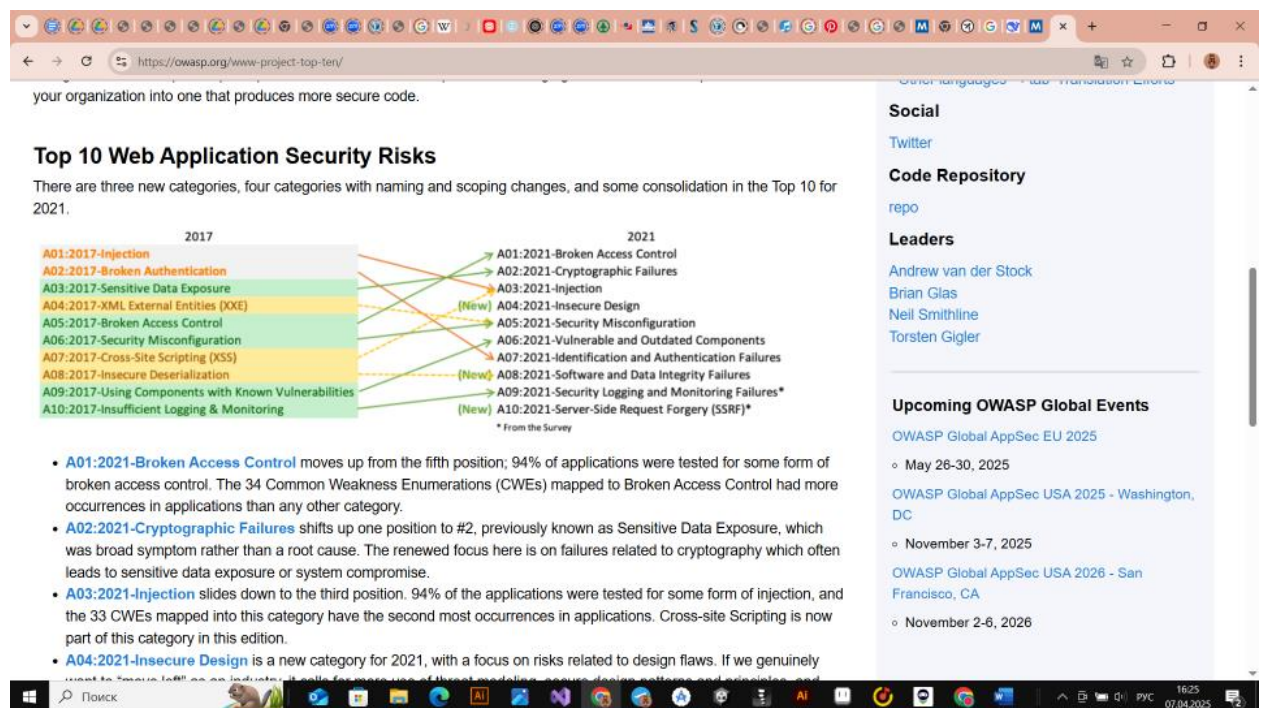 https://owasp.org/www-project-top-ten/
your organization into one that produces more secure code.
Top 10 Web Application Security Risks
There are three new categories, four categories with naming and scoping changes, and some consolidation in the Top 10 for
2021.
2017
2021
A01:2017-Injection
A02:2017-Broken Authentication
A03:2017-Sensitive Data Exposure
A04:2017-XML External Entities (XXE)
A05:2017-Broken Access Control
A06:2017-Security Misconfiguration
A07:2017-Cross-Site Scripting (XSS)
A08:2017-Insecure Deserialization
A09:2017-Using Components with Known Vulnerabilities
A10:2017-Insufficient Logging & Monitoring
A01:2021-Broken Access Control
A02:2021-Cryptographic Failures
A03:2021-Injection
(New) A04:2021-Insecure Design
A05:2021-Security Misconfiguration
A06:2021-Vulnerable and Outdated Components
A07:2021-Identification and Authentication Failures
(New) A08:2021-Software and Data Integrity Failures
A09:2021-Security Logging and Monitoring Failures*
(New) A10:2021-Server-Side Request Forgery (SSRF)*
* From the Survey
• A01:2021-Broken Access Control moves up from the fifth position; 94% of applications were tested for some form of
broken access control. The 34 Common Weakness Enumerations (CWEs) mapped to Broken Access Control had more
occurrences in applications than any other category.
• A02:2021-Cryptographic Failures shifts up one position to #2, previously known as Sensitive Data Exposure, which
was broad symptom rather than a root cause. The renewed focus here is on failures related to cryptography which often
leads to sensitive data exposure or system compromise.
• A03:2021-Injection slides down to the third position. 94% of the applications were tested for some form of injection, and
the 33 CWEs mapped into this category have the second most occurrences in applications. Cross-site Scripting is now
part of this category in this edition.
• A04:2021-Insecure Design is a new category for 2021, with a focus on risks related to design flaws. If we genuinely
Social
Twitter
Code Repository
repo
Leaders
Andrew van der Stock
Brian Glas
Neil Smithline
Torsten Gigler
Upcoming OWASP Global Events
OWASP Global AppSec EU 2025
May 26-30, 2025
OWASP Global AppSec USA 2025 - Washington,
DC
November 3-7, 2025
OWASP Global AppSec USA 2026 - San
Francisco, CA
November 2-6, 2026
Поиск
РУС
16:25
07.04.2025